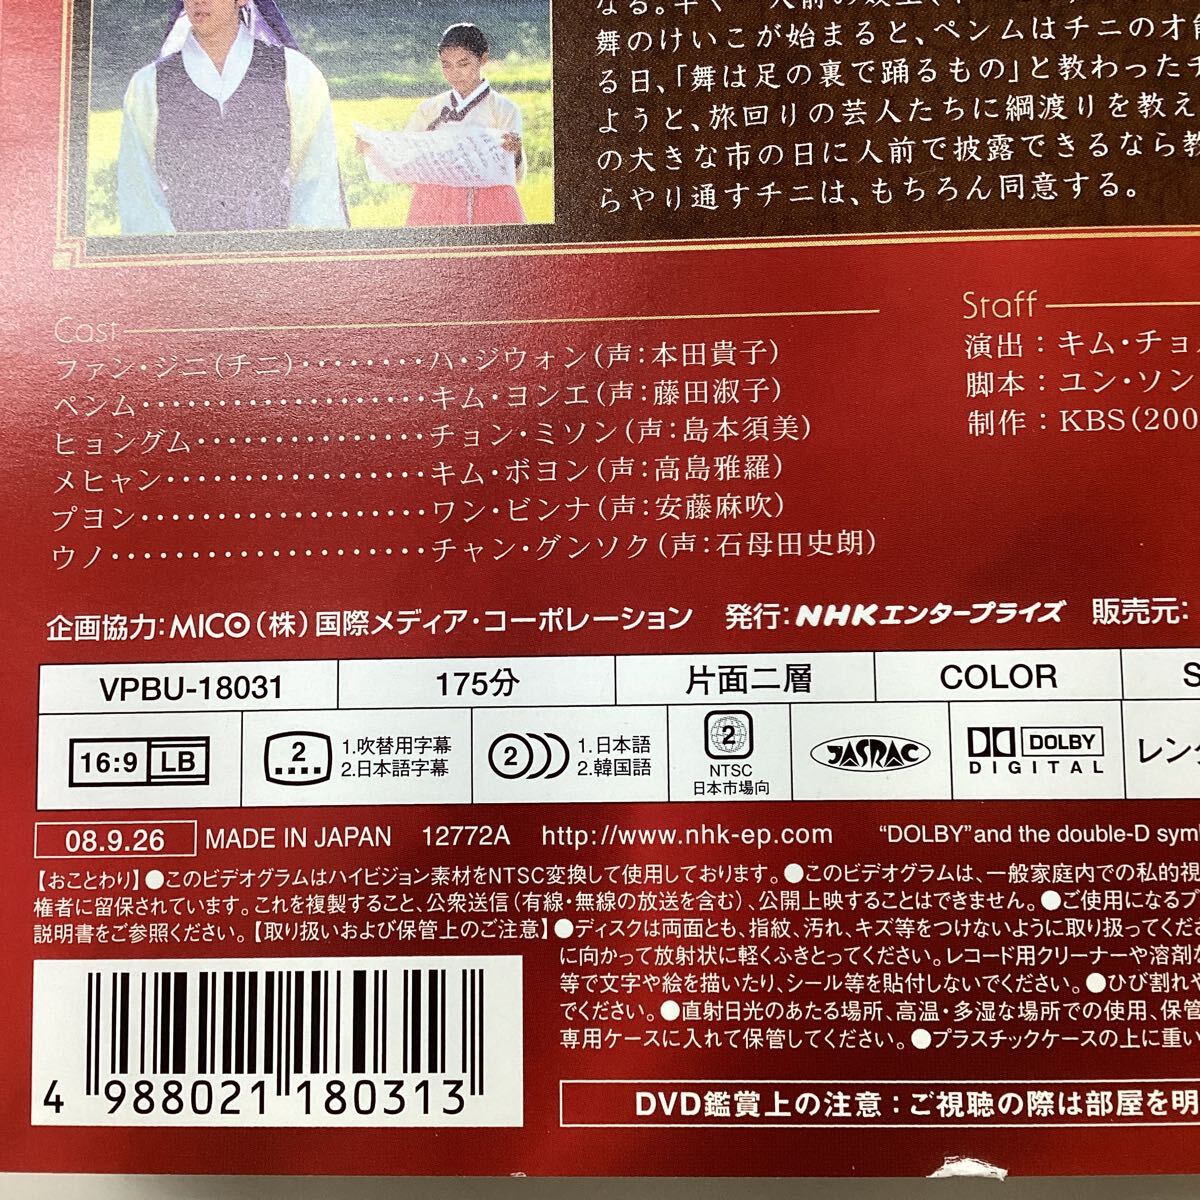 舞のけいこが始まると、ペンムはチニのオ
る日、「舞は足の裏で踊るもの」と教わった
ようと、旅回りの芸人たちに綱渡りを教え
の大きな市の日に人前で披露できるなら教
らやり通すチニは、もちろん同意する。
Cast
ファン・ジニ(チニ)・・・・・・・・ハ・ジウォン(声:本田貴子)
ペンム・・・・・・・・・・・・・・・・・・キム・ヨンエ(声:藤田淑子)
ヒョングム・・・・・・・・・・・・・・チョン・ミソン(声:島本須美)
メヒャン・・・・・・・・・・・・・・・・キム・ボヨン(声:高島雅羅)
プヨン・・・・・・・・・・・・・・・・・・ワン・ビンナ(声:安藤麻吹)
ウノ・・・・・・・・・・・・・・・・・・・・チャン・グンソク(声:石母田史朗)
Staff
演出:キム・チョ
脚本:ユン・ソン
制作:KBS(200
企画協力:MICO(株)国際メディア・コーポレーション 発行:NHKエンタープライズ 販売元:
VPBU-18031 175分 片面二層 COLOR S
16:9 LB 2 1.吹替用字幕 2.日本語字幕 2 1.日本語 2.韓国語 2 NTSC 日本市場向 JASRAC DOLBY DIGITAL レン
08.9.26 MADE IN JAPAN 12772A http://www.nhk-ep.com “DOLBY”and the double-D sym
【おことわり】●このビデオグラムはハイビジョン素材をNTSC変換して使用しております。●このビデオグラムは、一般家庭内での私的視
権者に留保されています。これを複製すること、公衆送信(有線・無線の放送を含む)、公開上映することはできません。●ご使用になるプ
説明書をご参照ください。【取り扱いおよび保管上のご注意】●ディスクは両面とも、指紋、汚れ、キズ等をつけないように取り扱ってくださ
に向かって放射状に軽くふきとってください。レコード用クリーナーや溶剤な
等で文字や絵を描いたり、シール等を貼付しないでください。●ひび割れや
でください。●直射日光のあたる場所、高温・多湿な場所での使用、保管
専用ケースに入れて保管してください。●プラスチックケースの上に重い
4 988021 180313
DVD鑑賞上の注意:ご視聴の際は部屋を明